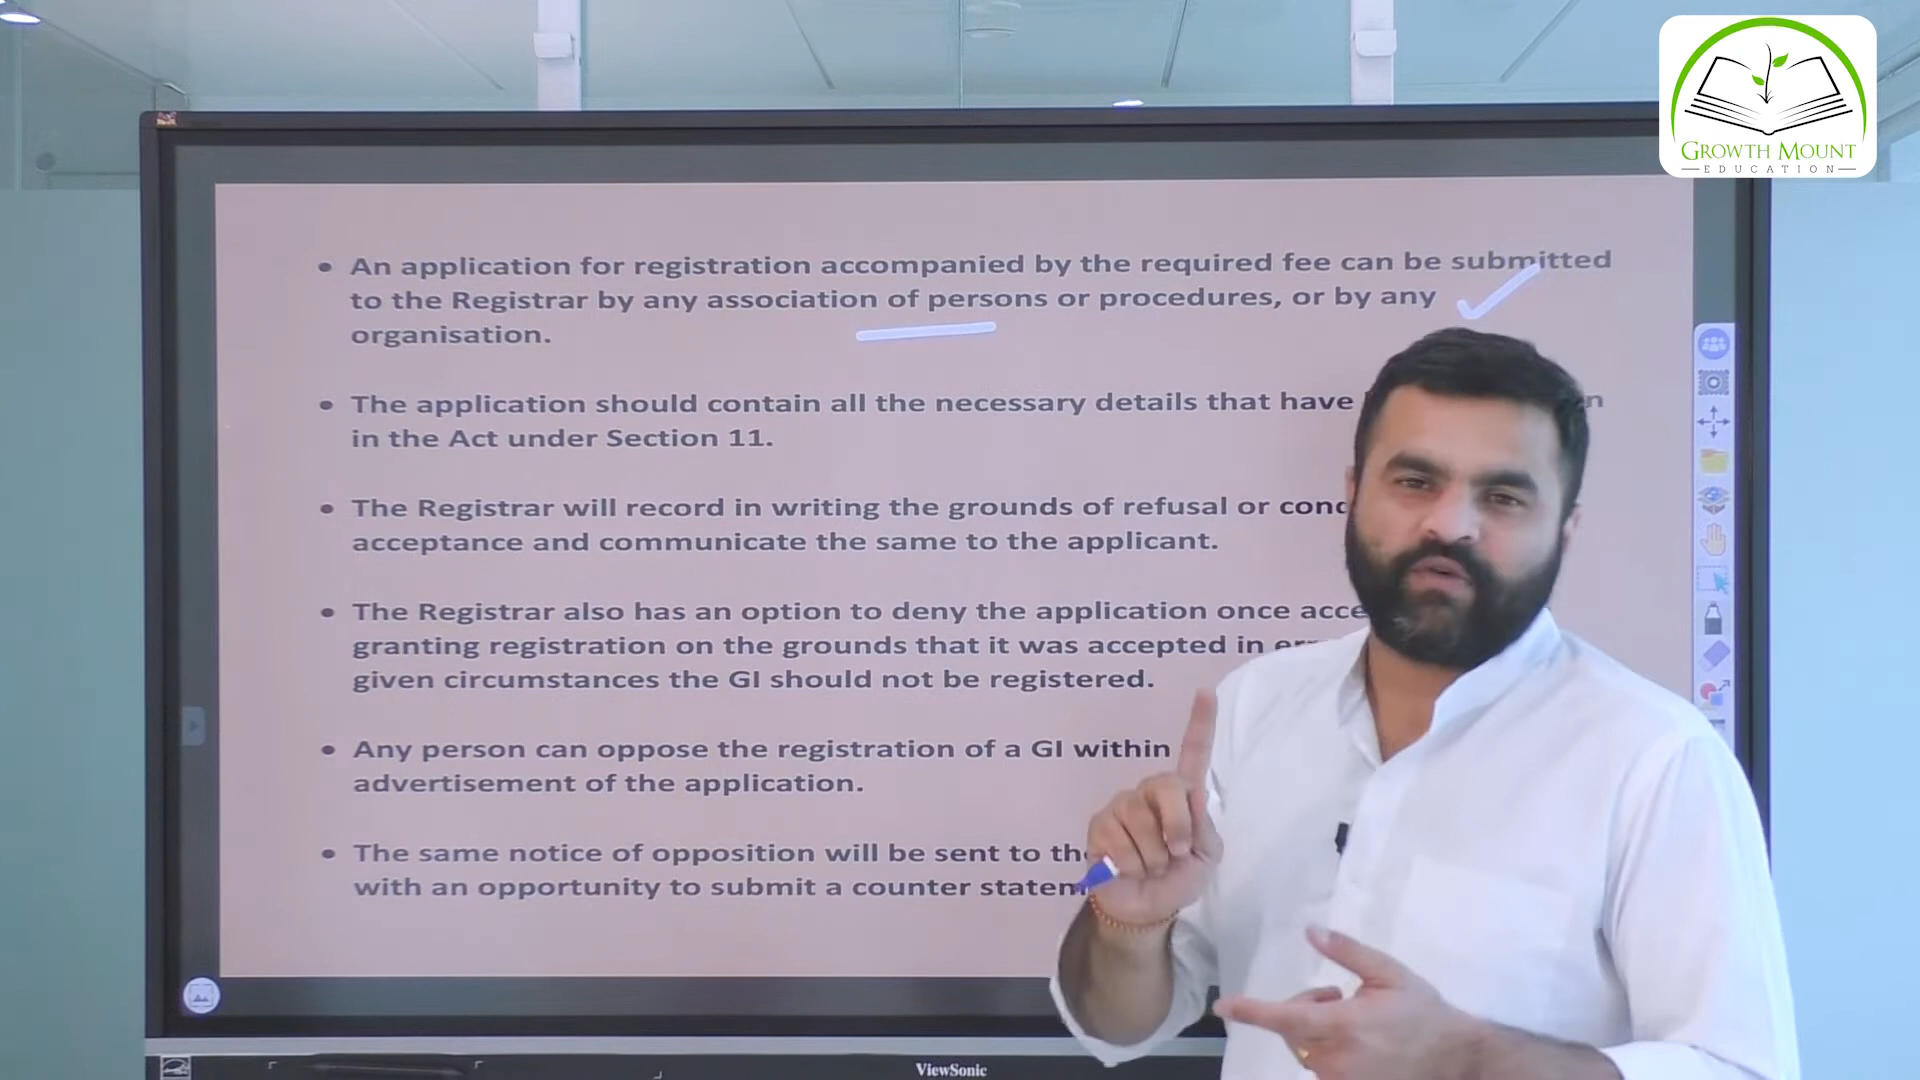 GROWTH MOUNT
EDUCATION
• An application for registration accompanied by the required fee can be submitted
to the Registrar by any association of persons or procedures, or by any
organisation.
• The application should contain all the necessary details that have
in the Act under Section 11.
• The Registrar will record in writing the grounds of refusal or
acceptance and communicate the same to the applicant.
• The Registrar also has an option to deny the application once
granting registration on the grounds that it was accepted in
given circumstances the GI should not be registered.
• Any person can oppose the registration of a GI within
advertisement of the application.
• The same notice of opposition will be sent to
with an opportunity to submit a counter
ViewSonic